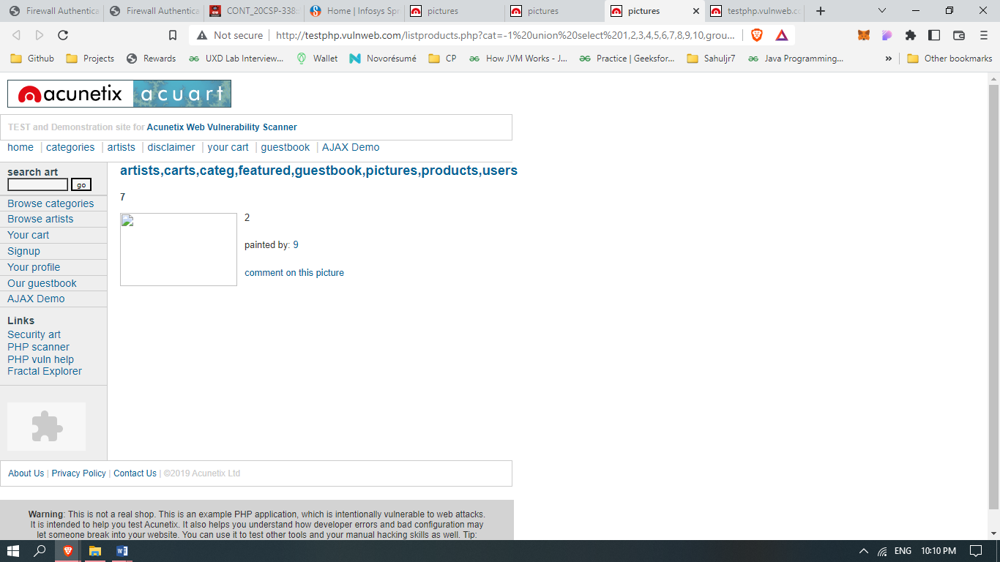 Firewall Authentica
Firewall Authentica
CONT_20CSP-338
Home | Infosys Spr
pictures
pictures
pictures
testphp.vulnweb.c
Not secure
http://testphp.vulnweb.com/listproducts.php?cat=-1%20union%20select%201,2,3,4,5,6,7,8,9,10,grou...
Github
Projects
Rewards
UXD Lab Interview...
Wallet
Novorésumé
CP
How JVM Works - J...
Practice | Geeksfor...
Sahuljr7
Java Programming...
»
Other bookmarks
acunetix acuart
TEST and Demonstration site for Acunetix Web Vulnerability Scanner
home | categories | artists | disclaimer | your cart | guestbook | AJAX Demo
search art
go
Browse categories
Browse artists
Your cart
Signup
Your profile
Our guestbook
AJAX Demo
Links
Security art
PHP scanner
PHP vuln help
Fractal Explorer
artists,carts,categ,featured,guestbook,pictures,products,users
7
2
painted by: 9
comment on this picture
About Us | Privacy Policy | Contact Us | ©2019 Acunetix Ltd
Warning: This is not a real shop. This is an example PHP application, which is intentionally vulnerable to web attacks.
It is intended to help you test Acunetix. It also helps you understand how developer errors and bad configuration may
let someone break into your website. You can use it to test other tools and your manual hacking skills as well. Tip:
ENG
10:10 PM